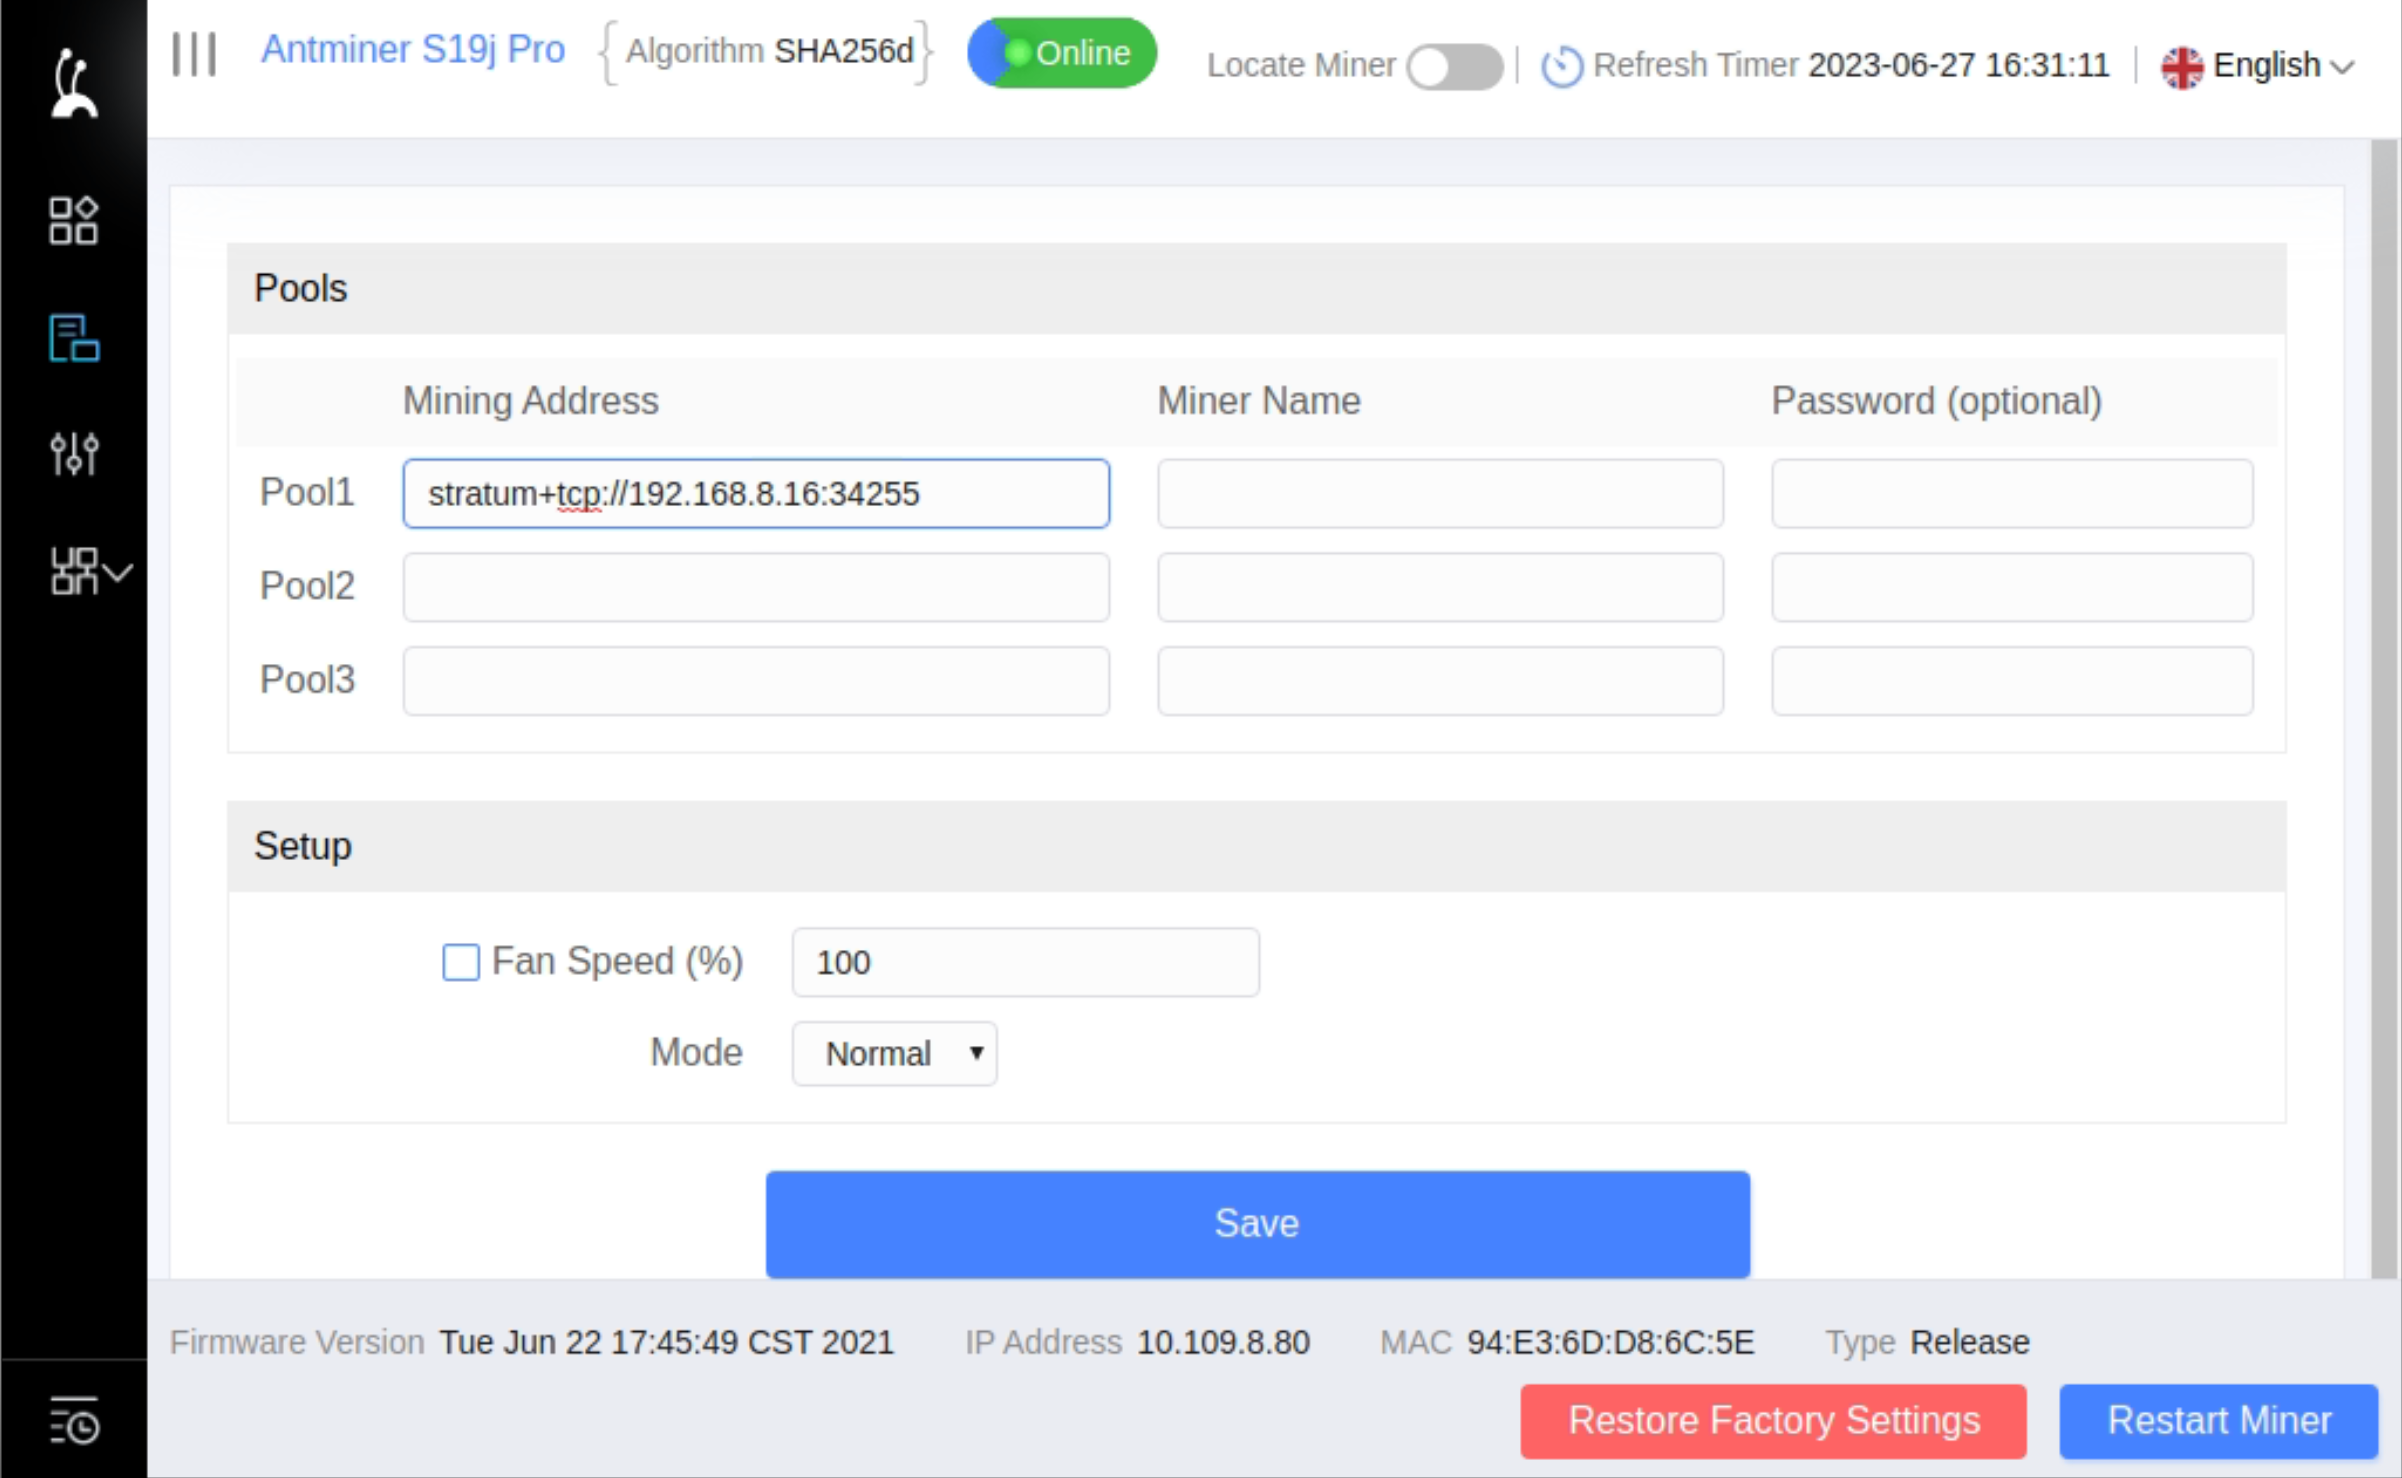 Antminer S19j Pro {Algorithm SHA256d} Online Locate Miner Refresh Timer 2023-06-27 16:31:11 English
Pools
Mining Address Miner Name Password (optional)
Pool1 stratum+tcp://192.168.8.16:34255
Pool2
Pool3
Setup
Fan Speed (%) 100
Mode Normal
Save
Firmware Version Tue Jun 22 17:45:49 CST 2021 IP Address 10.109.8.80 MAC 94:E3:6D:D8:6C:5E Type Release
Restore Factory Settings Restart Miner